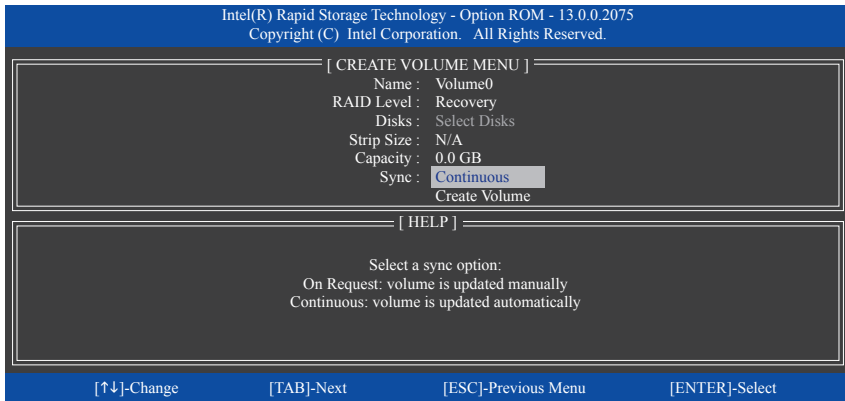 Intel(R) Rapid Storage Technology - Option ROM - 13.0.0.2075
Copyright (C) Intel Corporation. All Rights Reserved.
[ CREATE VOLUME MENU ]
Name : Volume0
RAID Level : Recovery
Disks : Select Disks
Strip Size : N/A
Capacity : 0.0 GB
Sync : Continuous
Create Volume
[ HELP ]
Select a sync option:
On Request: volume is updated manually
Continuous: volume is updated automatically
[↑↓]-Change [TAB]-Next [ESC]-Previous Menu [ENTER]-Select